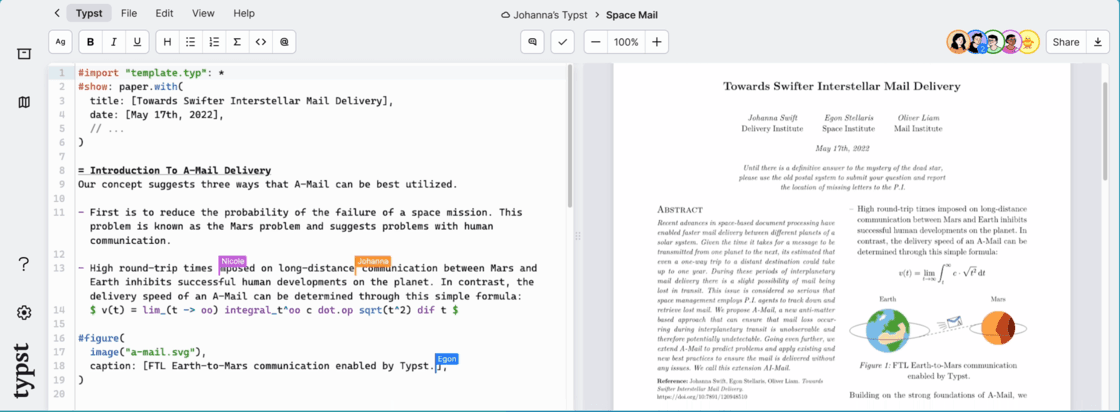 Typst File Edit View Help
Johanna's Typst > Space Mail
Ag B I U H Σ <> @
100%
Share
1 #import "template.typ": *
2 #show: paper.with(
3 title: [Towards Swifter Interstellar Mail Delivery],
4 date: [May 17th, 2022],
5 // ...
6 )
7
8 = Introduction To A-Mail Delivery
9 Our concept suggests three ways that A-Mail can be best utilized.
10
11 - First is to reduce the probability of the failure of a space mission. This
problem is known as the Mars problem and suggests problems with human
communication.
12
Nicole
Johanna
13 - High round-trip times imposed on long-distance communication between Mars and
Earth inhibits successful human developments on the planet. In contrast, the
delivery speed of an A-Mail can be determined through this simple formula:
14 $ v(t) = lim_(t -> oo) integral_t^oo c dot.op sqrt(t^2) dif t $
15
16 #figure(
17 image("a-mail.svg"),
Egon
18 caption: [FTL Earth-to-Mars communication enabled by Typst.],
19 )
20
?
typst
Towards Swifter Interstellar Mail Delivery
Johanna Swift Egon Stellaris Oliver Liam
Delivery Institute Space Institute Mail Institute
May 17th, 2022
Until there is a definitive answer to the mystery of the dead star,
please use the old postal system to submit your question and report
the location of missing letters to the P.I.
ABSTRACT
Recent advances in space-based document processing have
enabled faster mail delivery between different planets of a
solar system. Given the time it takes for a message to be
transmitted from one planet to the next, its estimated that
even a one-way trip to a distant destination could take
up to one year. During these periods of interplanetary
mail delivery there is a slight possibility of mail being
lost in transit. This issue is considered so serious that
space management employs P.I. agents to track down and
retrieve lost mail. We propose A-Mail, a new anti-matter
based approach that can ensure that mail loss occur-
ring during interplanetary transit is unobservable and
therefore potentially undetectable. Going even further, we
extend A-Mail to predict problems and apply existing and
new best practices to ensure the mail is delivered without
any issues. We call this extension AI-Mail.
Reference: Johanna Swift, Egon Stellaris, Oliver Liam. Towards
Swifter Interstellar Mail Delivery.
https://doi.org/10.7891/120948510
– High round-trip times imposed on long-distance
communication between Mars and Earth inhibits
successful human developments on the planet. In
contrast, the delivery speed of an A-Mail can be
determined through this simple formula:
v(t) = lim t→∞ ∫ t ∞ c · √t² dt
Earth Mars
Figure 1: FTL Earth-to-Mars communication
enabled by Typst.
Building on the strong foundations of A-Mail, we